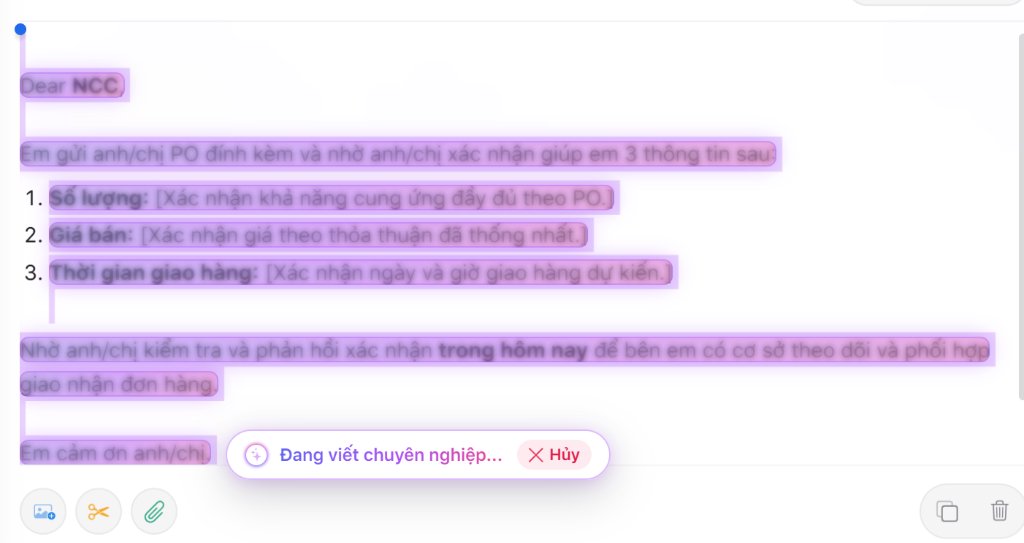 Dear NCC,
Em gửi anh/chị PO đính kèm và nhờ anh/chị xác nhận giúp em 3 thông tin sau:
1. Số lượng: [Xác nhận khả năng cung ứng đầy đủ theo PO.]
2. Giá bán: [Xác nhận giá theo thỏa thuận đã thống nhất.]
3. Thời gian giao hàng: [Xác nhận ngày và giờ giao hàng dự kiến.]
Nhờ anh/chị kiểm tra và phản hồi xác nhận trong hôm nay để bên em có cơ sở theo dõi và phối hợp
giao nhận đơn hàng.
Em cảm ơn anh/chị.
Đang viết chuyên nghiệp... Hủy